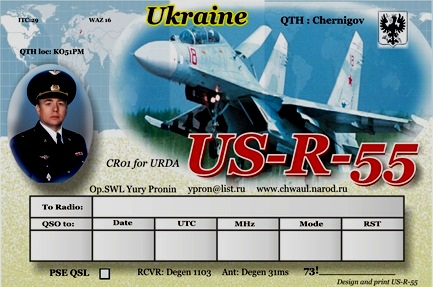 ITC:29 WAZ 16
Ukraine
QTH : Chernigov
QTH loc: KO51PM
18
CR01 for URDA
US-R-55
Op.SWL Yury Pronin ypron@list.ru www.chwaul.narod.ru
To Radio:
QSO to: Date UTC MHz Mode RST
PSE QSL RCVR: Degen 1103 Ant: Degen 31ms 73!
Design and print US-R-55